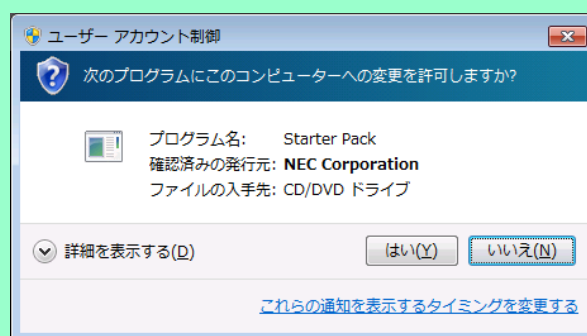 ユーザー アカウント制御
次のプログラムにこのコンピューターへの変更を許可しますか?
プログラム名: Starter Pack
確認済みの発行元: NEC Corporation
ファイルの入手先: CD/DVD ドライブ
詳細を表示する(D) はい(Y) いいえ(N)
これらの通知を表示するタイミングを変更する